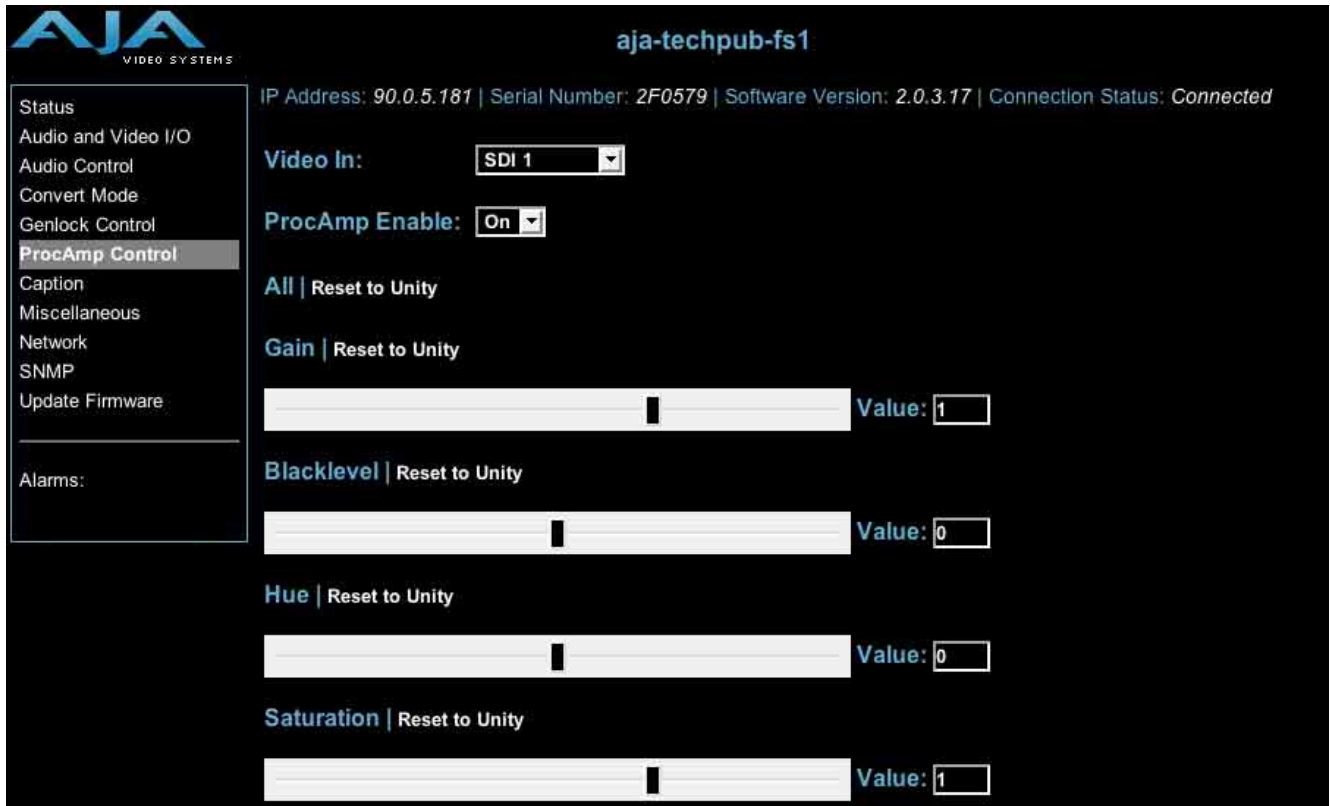 AJA
VIDEO SYSTEMS
aja-techpub-fs1
IP Address: 90.0.5.181 | Serial Number: 2F0579 | Software Version: 2.0.3.17 | Connection Status: Connected
Status
Audio and Video I/O
Audio Control
Convert Mode
Genlock Control
ProcAmp Control
Caption
Miscellaneous
Network
SNMP
Update Firmware
Alarms:
Video In: SDI 1
ProcAmp Enable: On
All | Reset to Unity
Gain | Reset to Unity
Value: 1
Blacklevel | Reset to Unity
Value: 0
Hue | Reset to Unity
Value: 0
Saturation | Reset to Unity
Value: 1